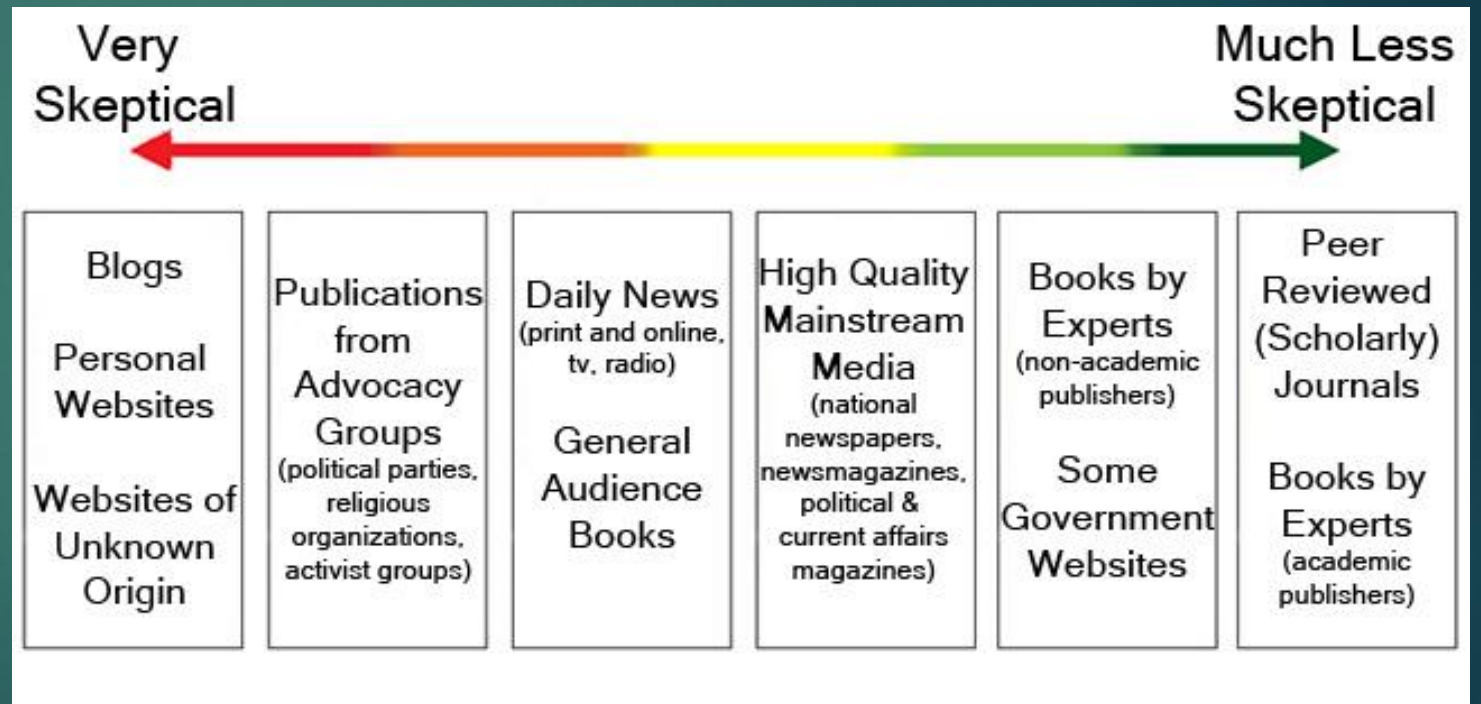 Very
Skeptical
Much Less
Skeptical
Blogs
Personal
Websites
Websites of
Unknown
Origin
Publications
from
Advocacy
Groups
(political parties,
religious
organizations,
activist groups)
Daily News
(print and online,
tv, radio)
General
Audience
Books
High Quality
Mainstream
Media
(national
newspapers,
newsmagazines,
political &
current affairs
magazines)
Books by
Experts
(non-academic
publishers)
Some
Government
Websites
Peer
Reviewed
(Scholarly)
Journals
Books by
Experts
(academic
publishers)